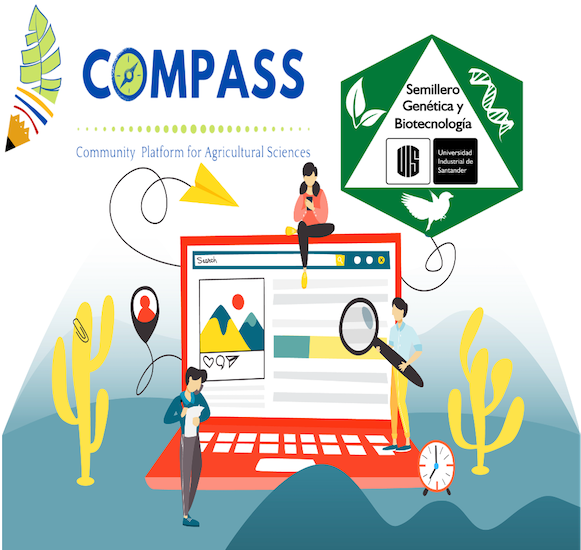 COMPASS
Community Platform for Agricultural Sciences
Semillero
Genética y
Biotecnología
UIS
Universidad
Industrial de
Santander
Search